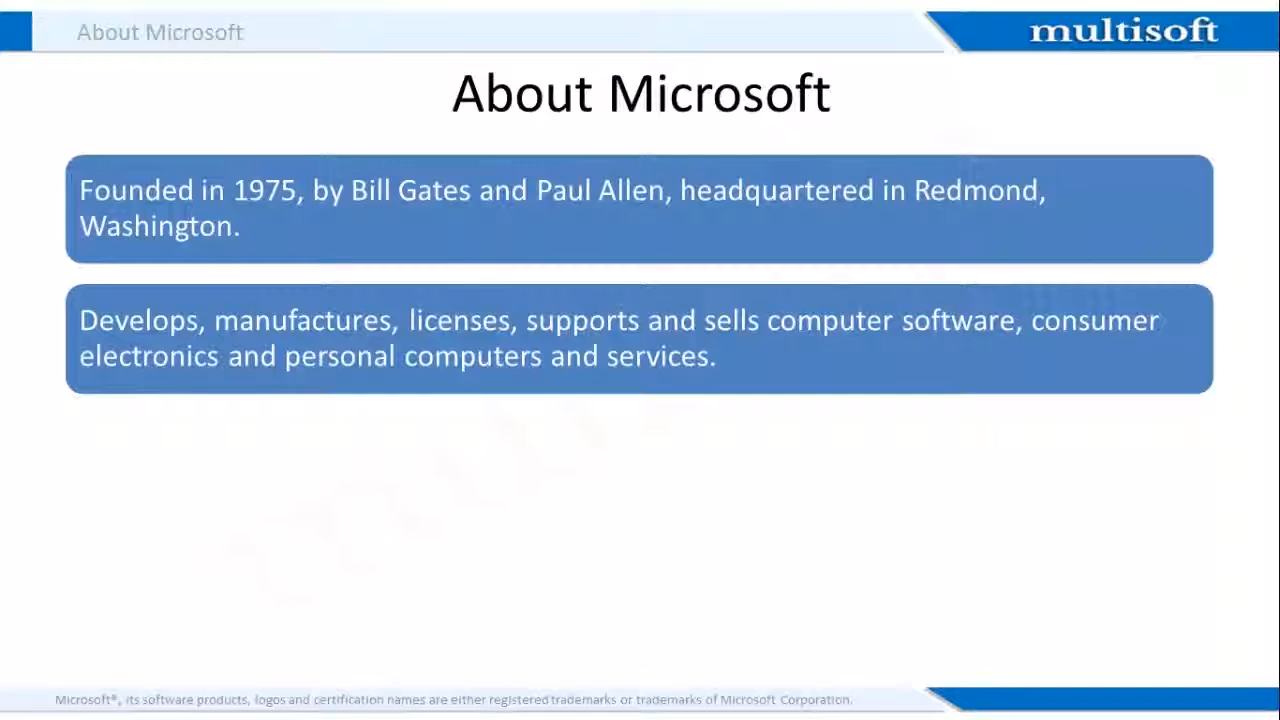 About Microsoft
multisoft
About Microsoft
Founded in 1975, by Bill Gates and Paul Allen, headquartered in Redmond,
Washington.
Develops, manufactures, licenses, supports and sells computer software, consumer
electronics and personal computers and services.
Microsoft®, its software products, logos and certification names are either registered trademarks or trademarks of Microsoft Corporation.